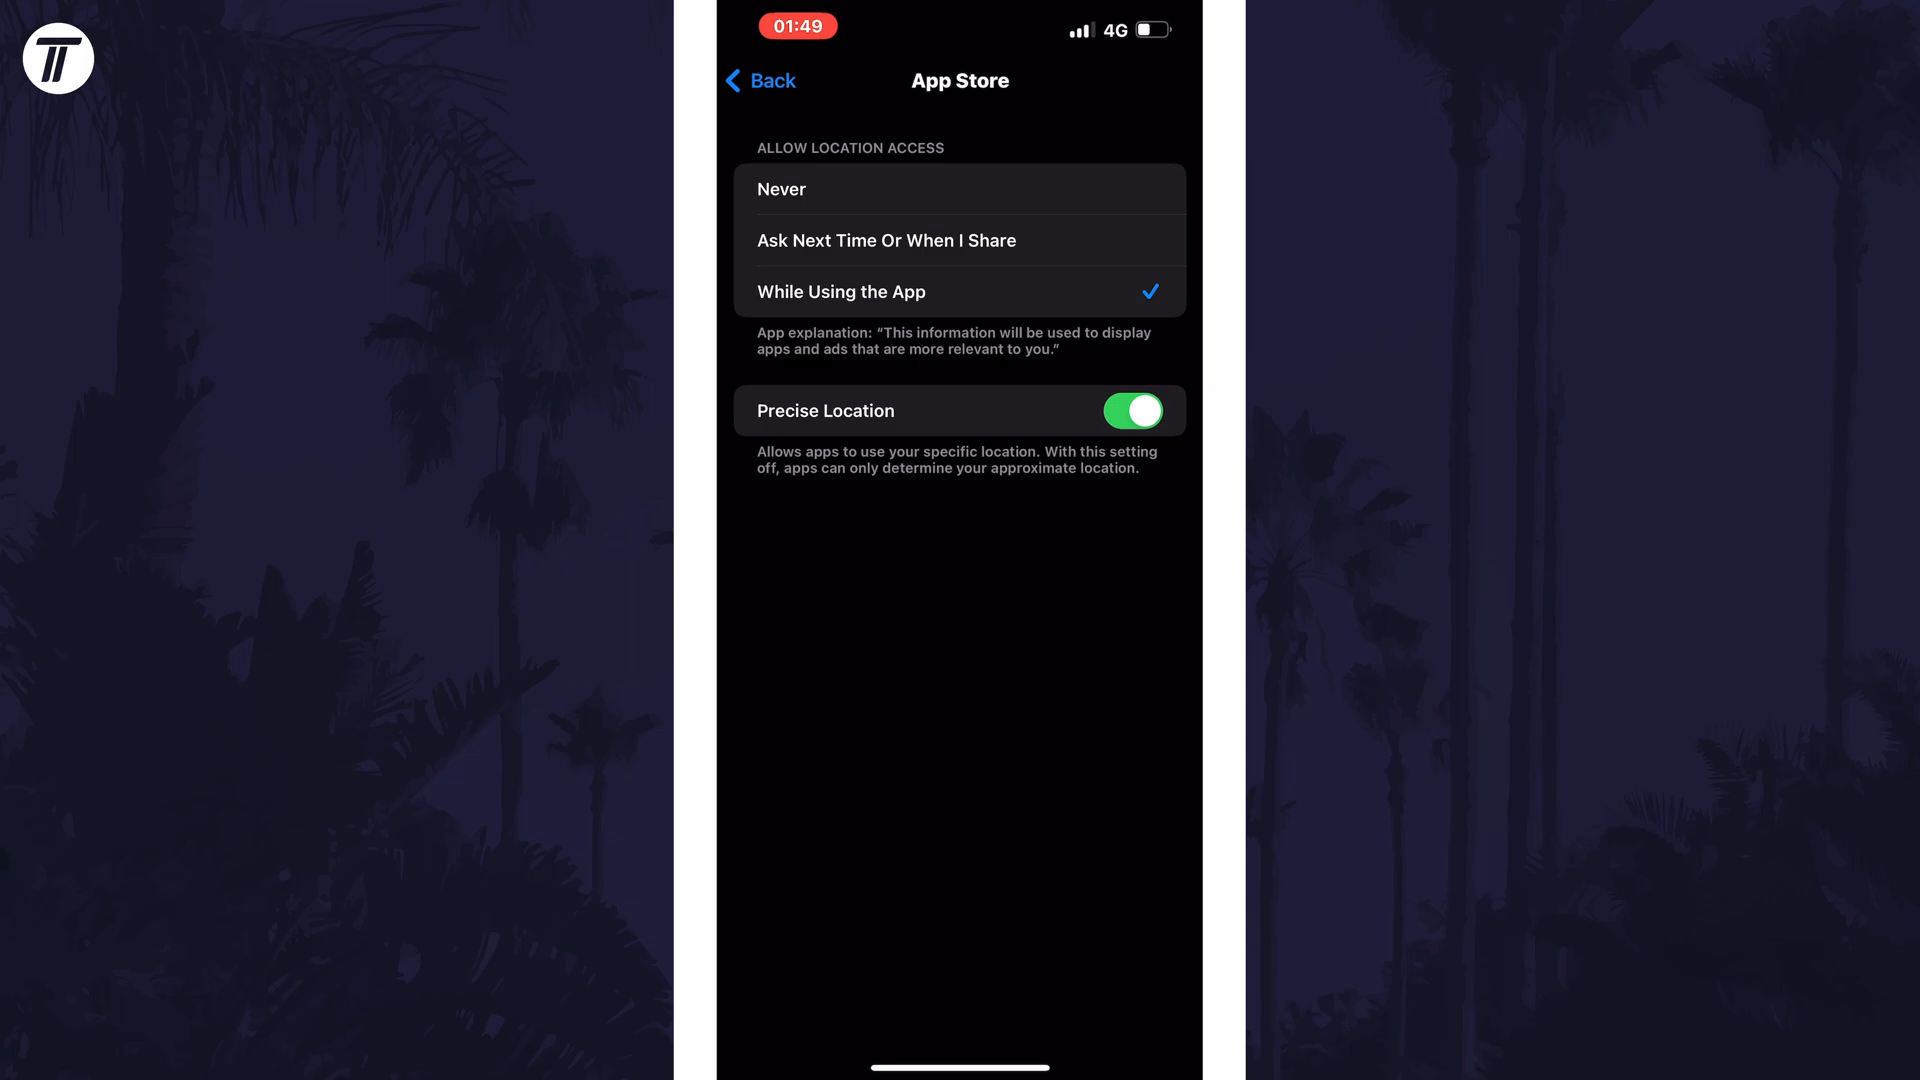 01:49
4G
Back
App Store
ALLOW LOCATION ACCESS
Never
Ask Next Time Or When I Share
While Using the App
App explanation: “This information will be used to display
apps and ads that are more relevant to you.”
Precise Location
Allows apps to use your specific location. With this setting
off, apps can only determine your approximate location.